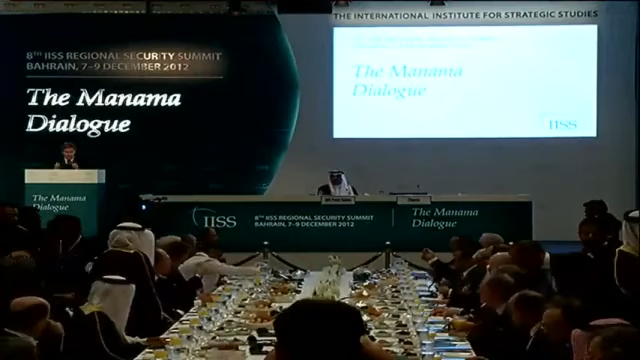 THE INTERNATIONAL INSTITUTE FOR STRATEGIC STUDIES
8TH IISS REGIONAL SECURITY SUMMIT
BAHRAIN, 7–9 DECEMBER 2012
The Manama
Dialogue
The Manama
Dialogue
IISS
The Manama
Dialogue
IISS
8TH IISS REGIONAL SECURITY SUMMIT
BAHRAIN, 7–9 DECEMBER 2012
The Manama
Dialogue